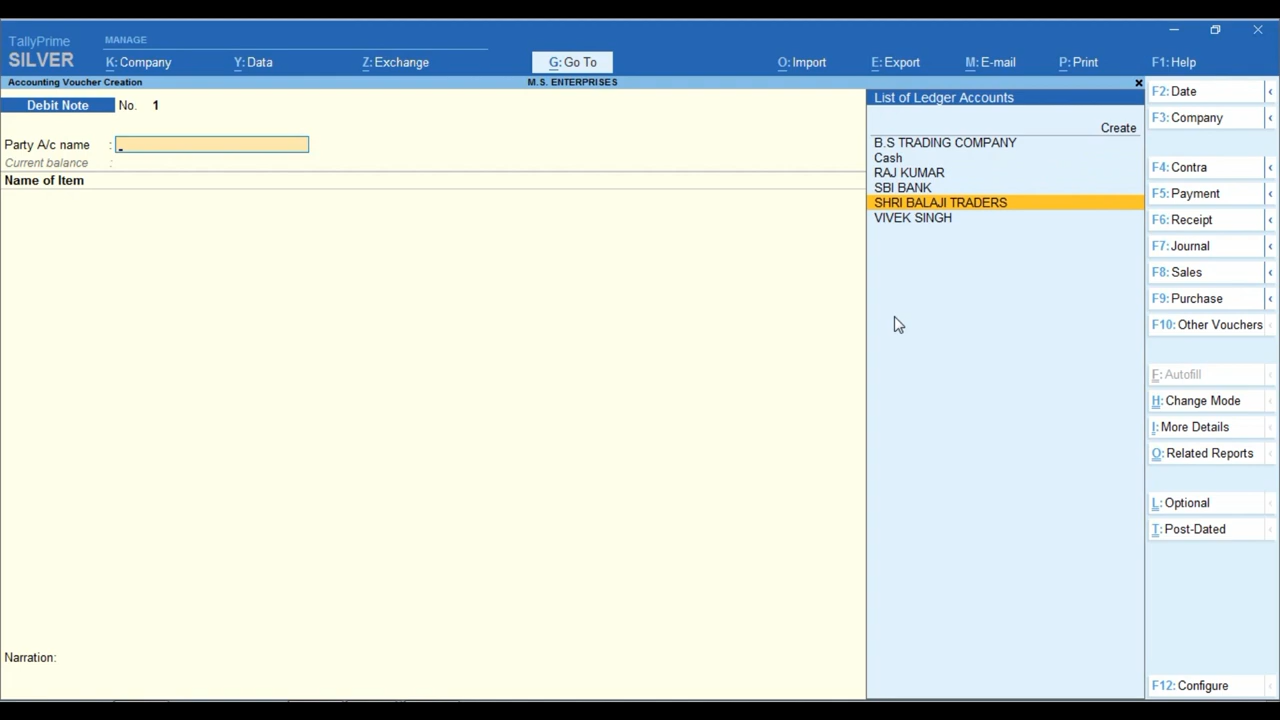 TallyPrime MANAGE
SILVER K: Company Y: Data Z: Exchange G: Go To O: Import E: Export M: E-mail P: Print F1: Help
Accounting Voucher Creation M.S. ENTERPRISES
Debit Note No. 1
Party A/c name :
Current balance :
Name of Item
Narration:
List of Ledger Accounts
Create
B.S TRADING COMPANY
Cash
RAJ KUMAR
SBI BANK
SHRI BALAJI TRADERS
VIVEK SINGH
F2: Date
F3: Company
F4: Contra
F5: Payment
F6: Receipt
F7: Journal
F8: Sales
F9: Purchase
F10: Other Vouchers
F: Autofill
H: Change Mode
I: More Details
O: Related Reports
L: Optional
T: Post-Dated
F12: Configure